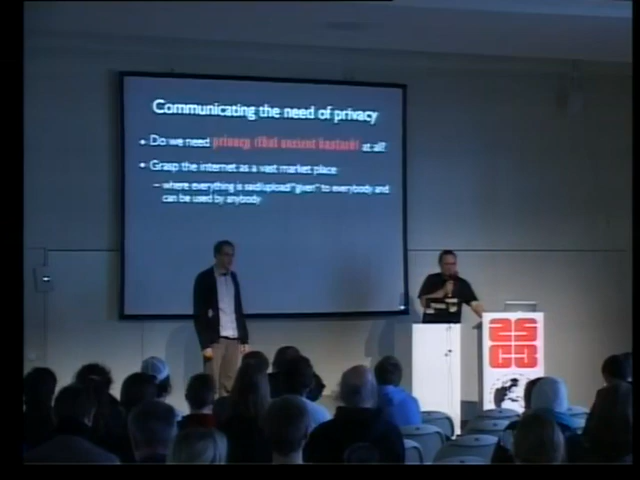 Communicating the need of privacy
• Do we need privacy (that ancient bastard) at all?
• Grasp the internet as a vast market place
– where everything is said/upload/"given" to everybody and
can be used by anybody
25
C3